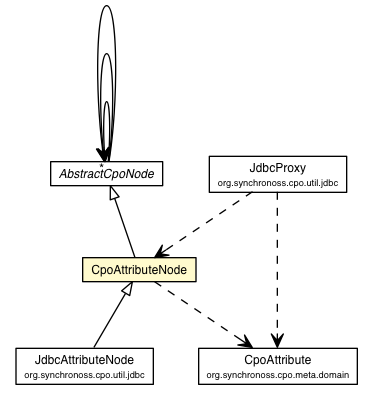 *
AbstractCpoNode
JdbcProxy
org.synchronoss.cpo.util.jdbc
CpoAttributeNode
JdbcAttributeNode
org.synchronoss.cpo.util.jdbc
CpoAttribute
org.synchronoss.cpo.meta.domain